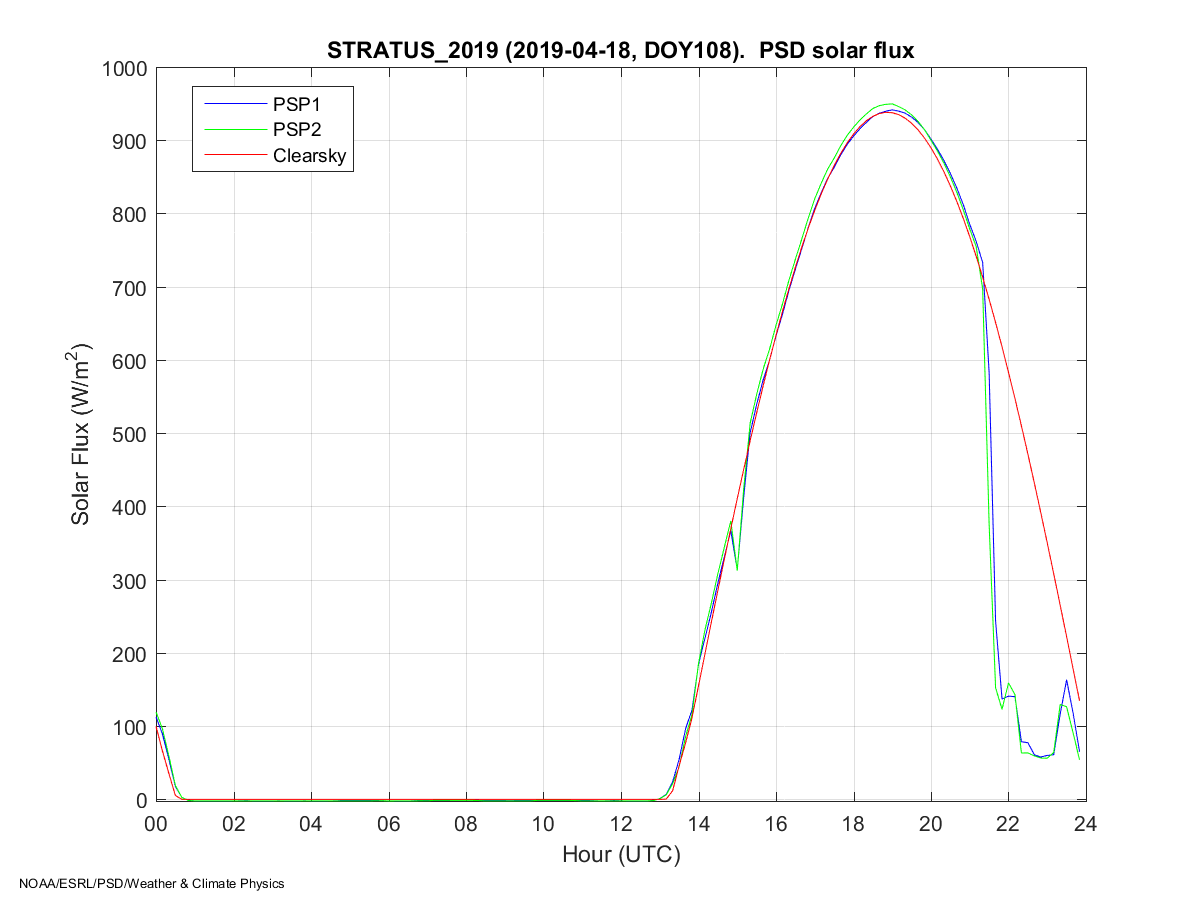 STRATUS_2019 (2019-04-18, DOY108).  PSD solar flux
1000
900
800
700
600
500
400
300
200
100
0
PSP1
PSP2
Clearsky
Solar Flux (W/m²)
00 02 04 06 08 10 12 14 16 18 20 22 24
Hour (UTC)
NOAA/ESRL/PSD/Weather & Climate Physics